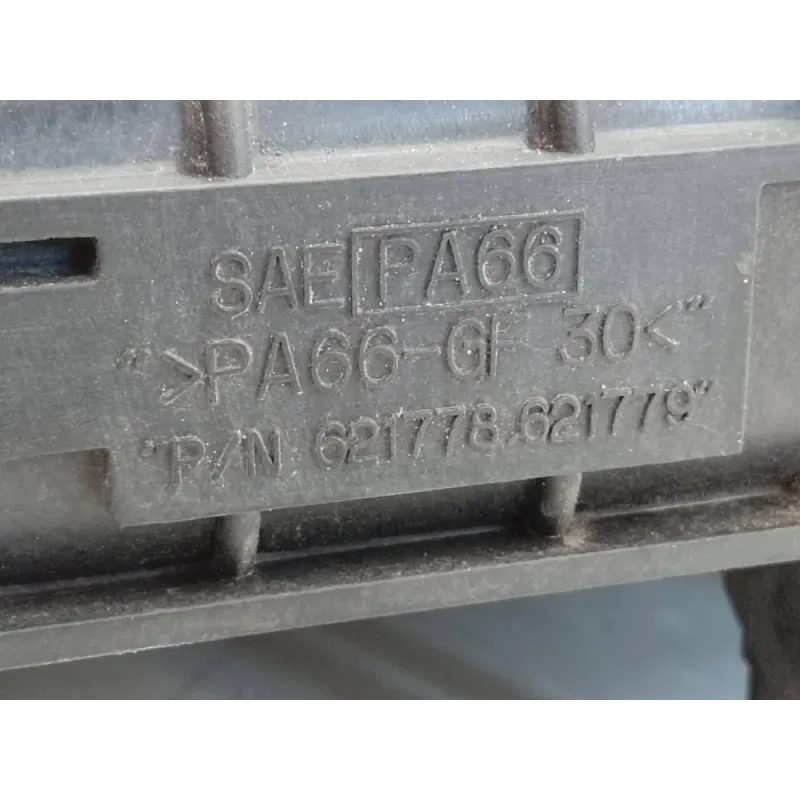 SAE PA66
">PA66-GF 30<"
"P/N 621778,621779"